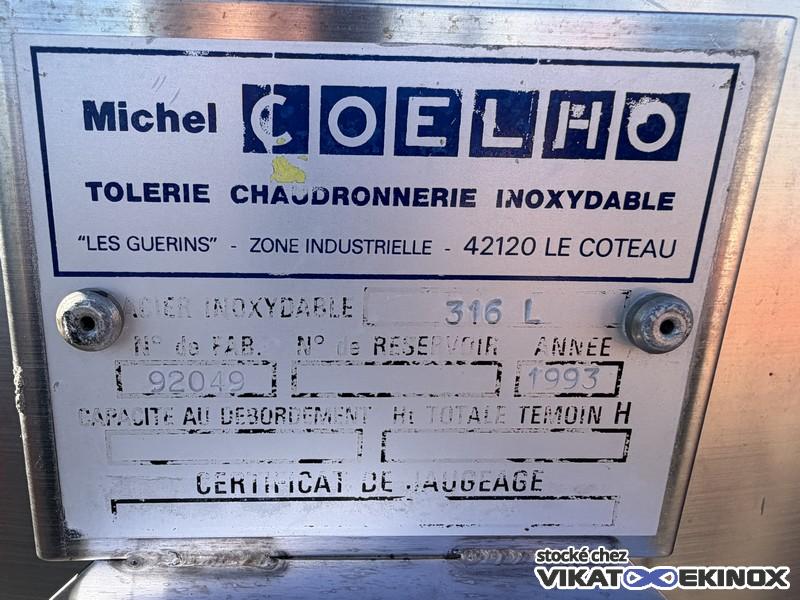 Michel COELHO
TOLERIE CHAUDRONNERIE INOXYDABLE
"LES GUERINS" - ZONE INDUSTRIELLE - 42120 LE COTEAU
ACIER INOXYDABLE 316 L
N° de FAB. N° de RESERVOIR ANNEE
92049 1993
CAPACITE AU DEBORDEMENT Ht TOTALE TEMOIN H
CERTIFICAT DE JAUGEAGE
stocké chez
VIKAT EKINOX